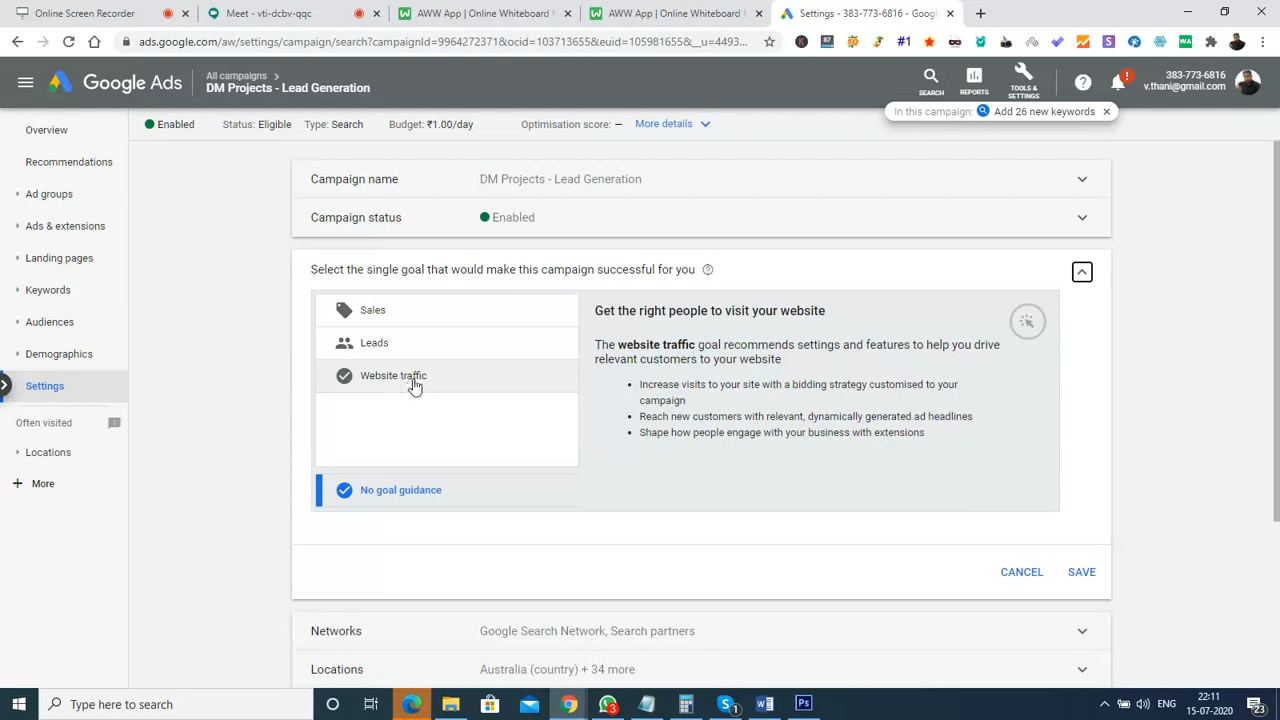 Online Screen Recorder
Meet - vti-dcbv-qqc
AWW App | Online Whiteboard f
AWW App | Online Whiteboard f
Settings - 383-773-6816 - Googl
ads.google.com/aw/settings/campaign/search?campaignId=9964272371&ocid=103713655&euid=105981655&__u=4493...
Google Ads
All campaigns
DM Projects - Lead Generation
SEARCH
REPORTS
TOOLS &
SETTINGS
383-773-6816
v.thani@gmail.com
In this campaign: Add 26 new keywords
Enabled Status: Eligible Type: Search Budget: ₹1.00/day Optimisation score: — More details
Overview
Recommendations
Ad groups
Ads & extensions
Landing pages
Keywords
Audiences
Demographics
Settings
Often visited
Locations
More
Campaign name DM Projects - Lead Generation
Campaign status Enabled
Select the single goal that would make this campaign successful for you
Sales
Leads
Website traffic
No goal guidance
Get the right people to visit your website
The website traffic goal recommends settings and features to help you drive
relevant customers to your website
Increase visits to your site with a bidding strategy customised to your
campaign
Reach new customers with relevant, dynamically generated ad headlines
Shape how people engage with your business with extensions
CANCEL SAVE
Networks Google Search Network, Search partners
Locations Australia (country) + 34 more
Type here to search
ENG
22:11
15-07-2020
23